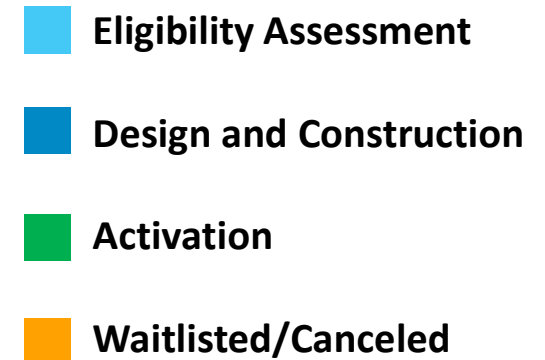 Eligibility Assessment
Design and Construction
Activation
Waitlisted/Canceled